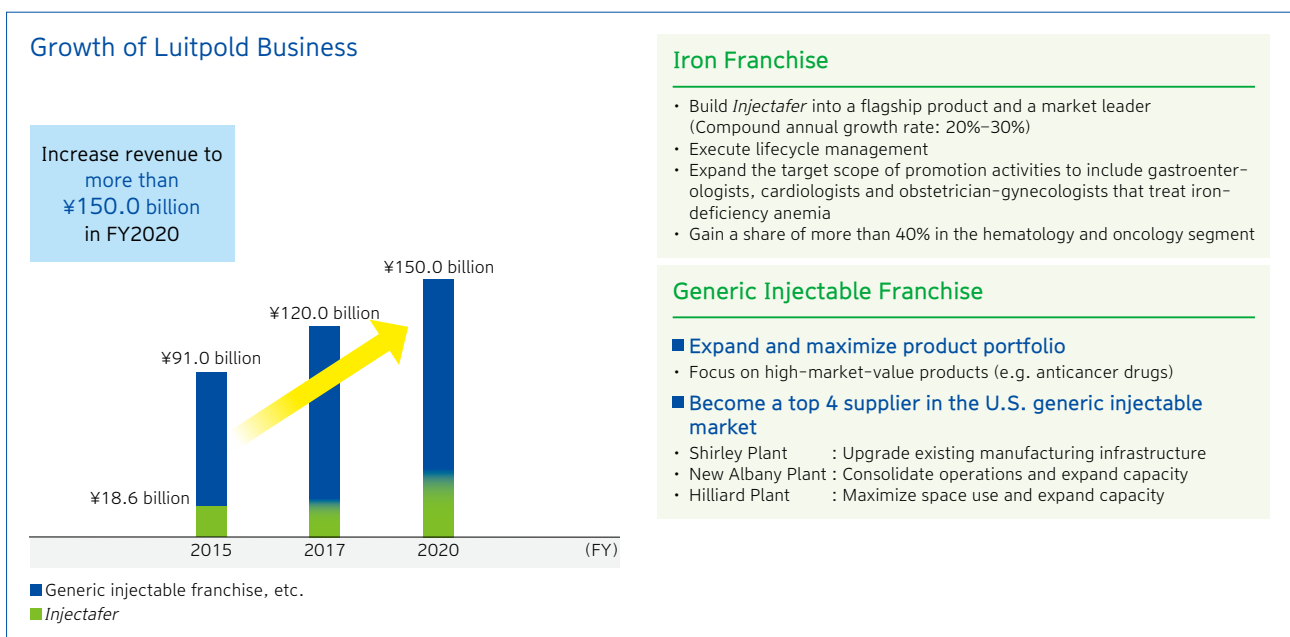 Growth of Luitpold Business
Increase revenue to
more than
¥150.0 billion
in FY2020
¥150.0 billion
¥120.0 billion
¥91.0 billion
¥18.6 billion
2015 2017 2020 (FY)
Generic injectable franchise, etc.
Injectafer
Iron Franchise
・ Build Injectafer into a flagship product and a market leader
(Compound annual growth rate: 20%–30%)
・ Execute lifecycle management
・ Expand the target scope of promotion activities to include gastroenter-
ologists, cardiologists and obstetrician-gynecologists that treat iron-
deficiency anemia
・ Gain a share of more than 40% in the hematology and oncology segment
Generic Injectable Franchise
■ Expand and maximize product portfolio
・ Focus on high-market-value products (e.g. anticancer drugs)
■ Become a top 4 supplier in the U.S. generic injectable
market
・ Shirley Plant : Upgrade existing manufacturing infrastructure
・ New Albany Plant : Consolidate operations and expand capacity
・ Hilliard Plant : Maximize space use and expand capacity